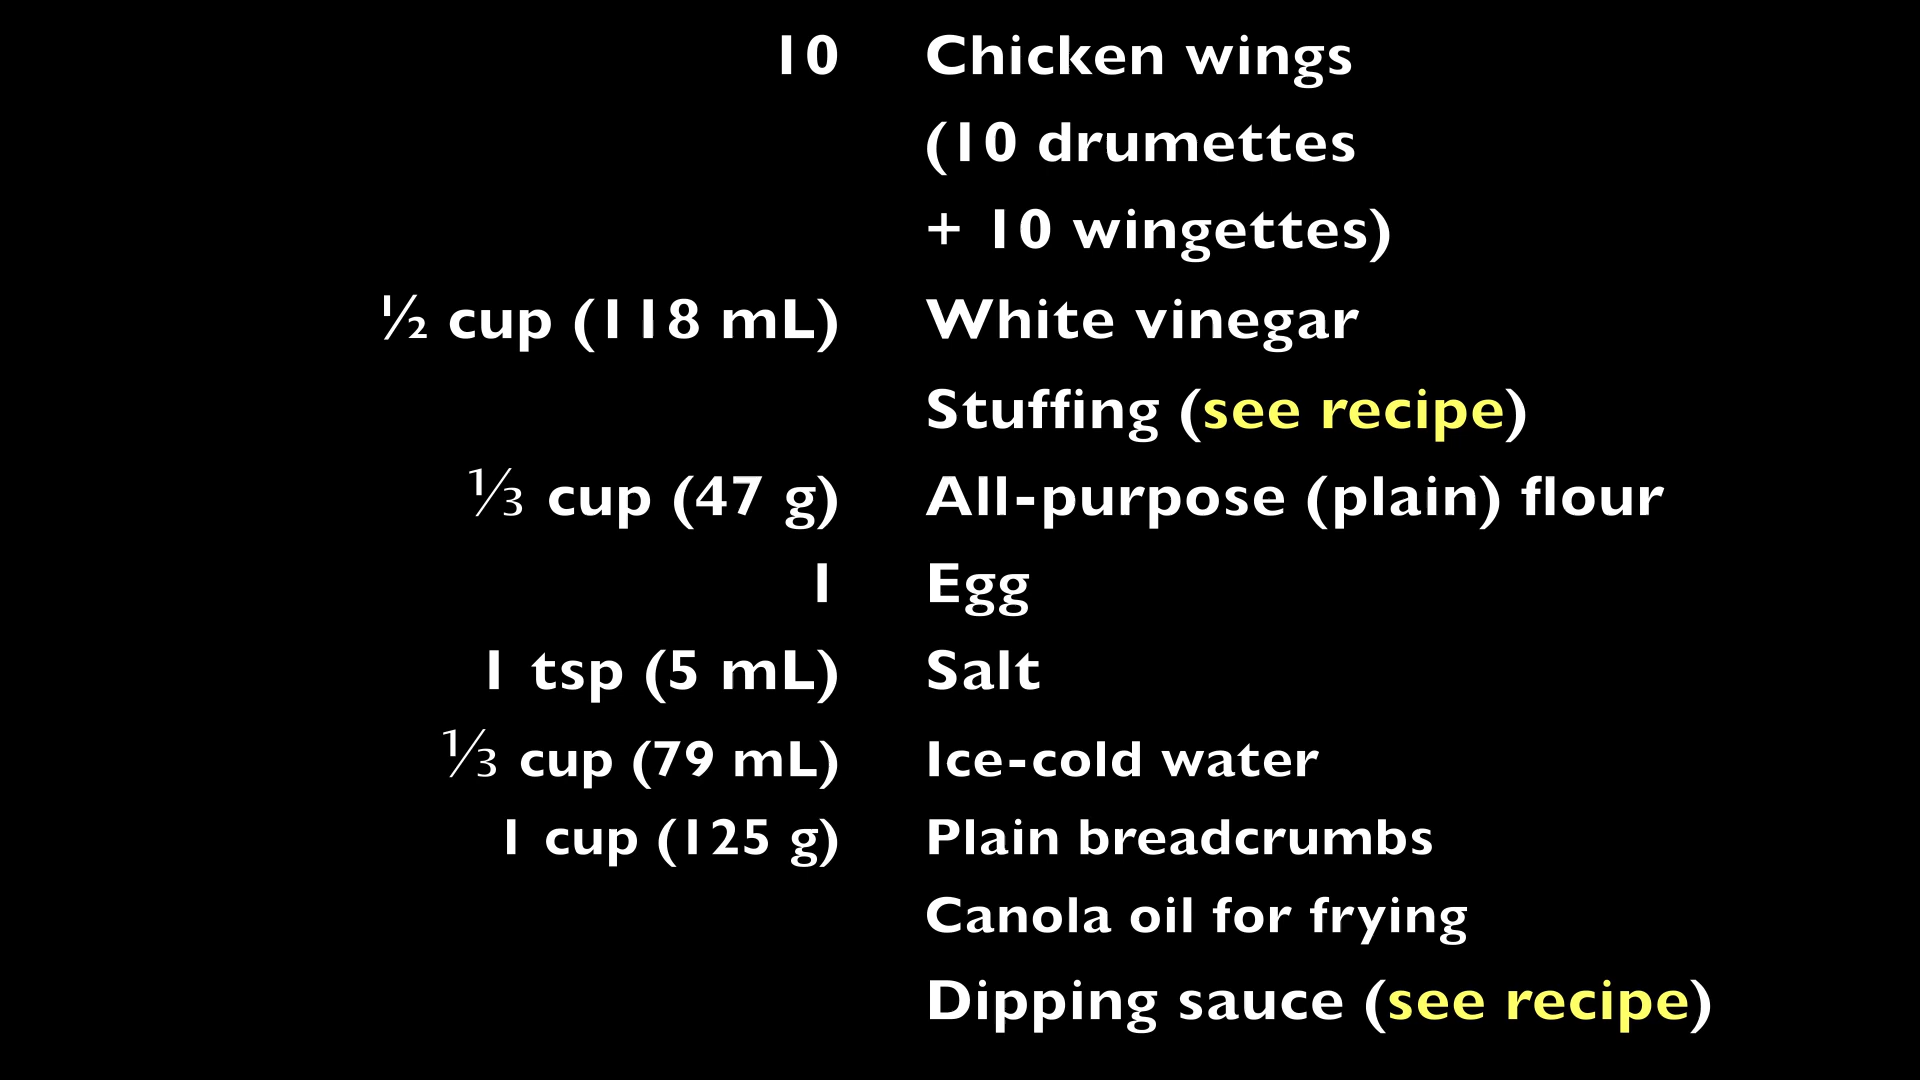 10 Chicken wings
(10 drumettes
+ 10 wingettes)
½ cup (118 mL) White vinegar
Stuffing (see recipe)
⅓ cup (47 g) All-purpose (plain) flour
1 Egg
1 tsp (5 mL) Salt
⅓ cup (79 mL) Ice-cold water
1 cup (125 g) Plain breadcrumbs
Canola oil for frying
Dipping sauce (see recipe)